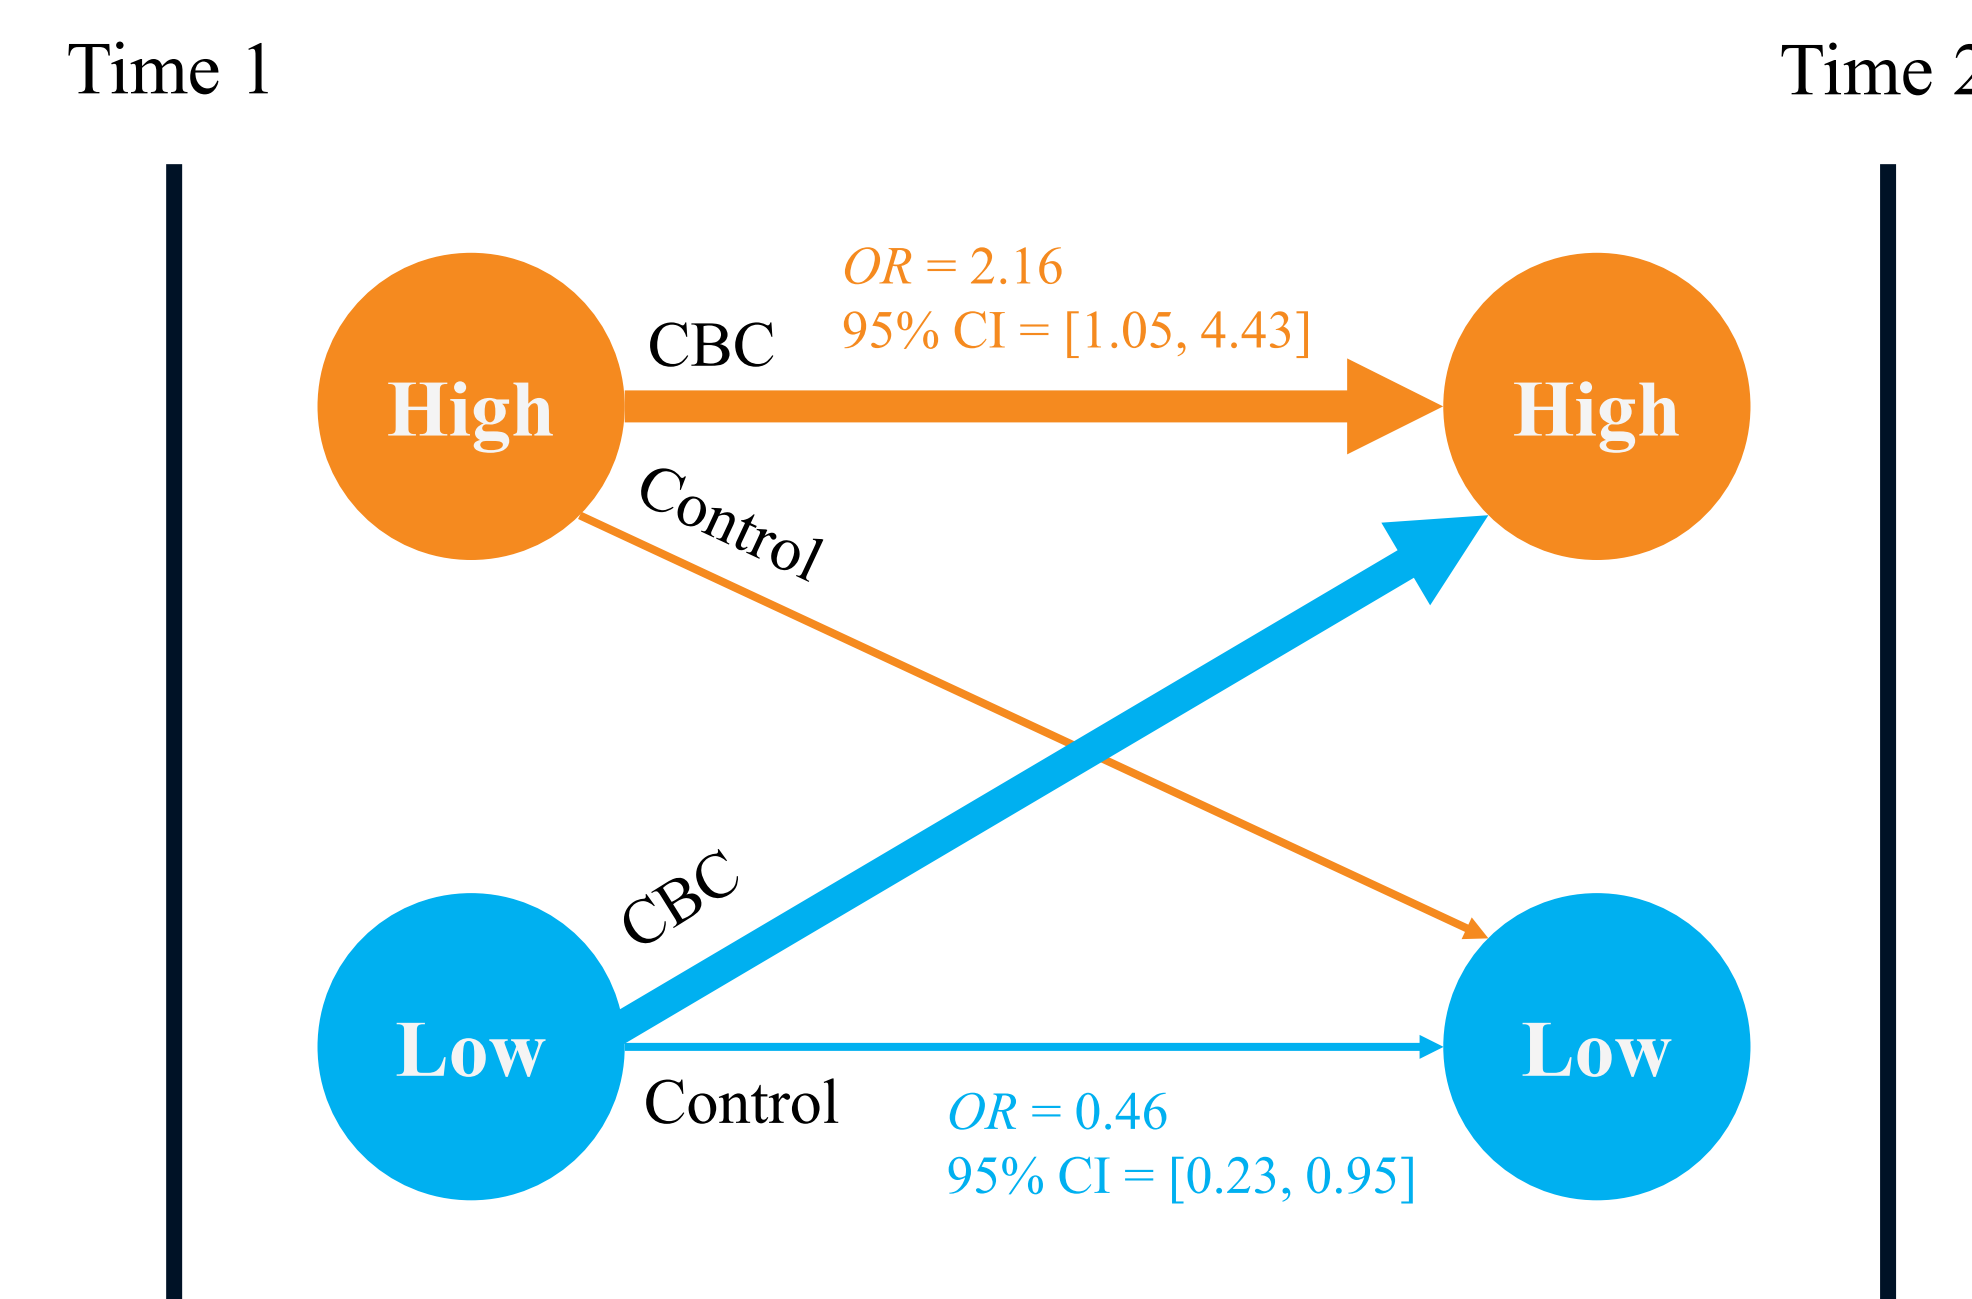 Time 1
Time 2
OR = 2.16
95% CI = [1.05, 4.43]
CBC
High
High
Control
CBC
Low
Low
Control
OR = 0.46
95% CI = [0.23, 0.95]